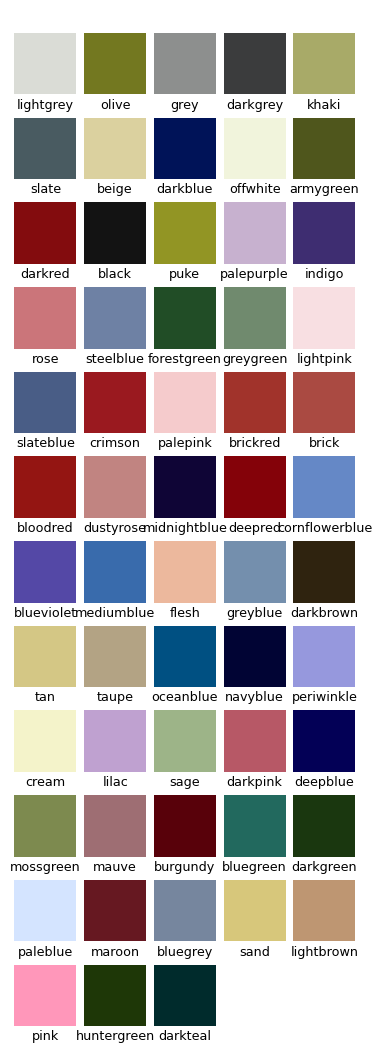 lightgrey olive grey darkgrey khaki
slate beige darkblue offwhite armygreen
darkred black puke palepurple indigo
rose steelblue forestgreen greygreen lightpink
slateblue crimson palepink brickred brick
bloodred dustyrose midnightblue deepred cornflowerblue
blueviolet mediumblue flesh greyblue darkbrown
tan taupe oceanblue navyblue periwinkle
cream lilac sage darkpink deepblue
mossgreen mauve burgundy bluegreen darkgreen
paleblue maroon bluegrey sand lightbrown
pink huntergreen darkteal